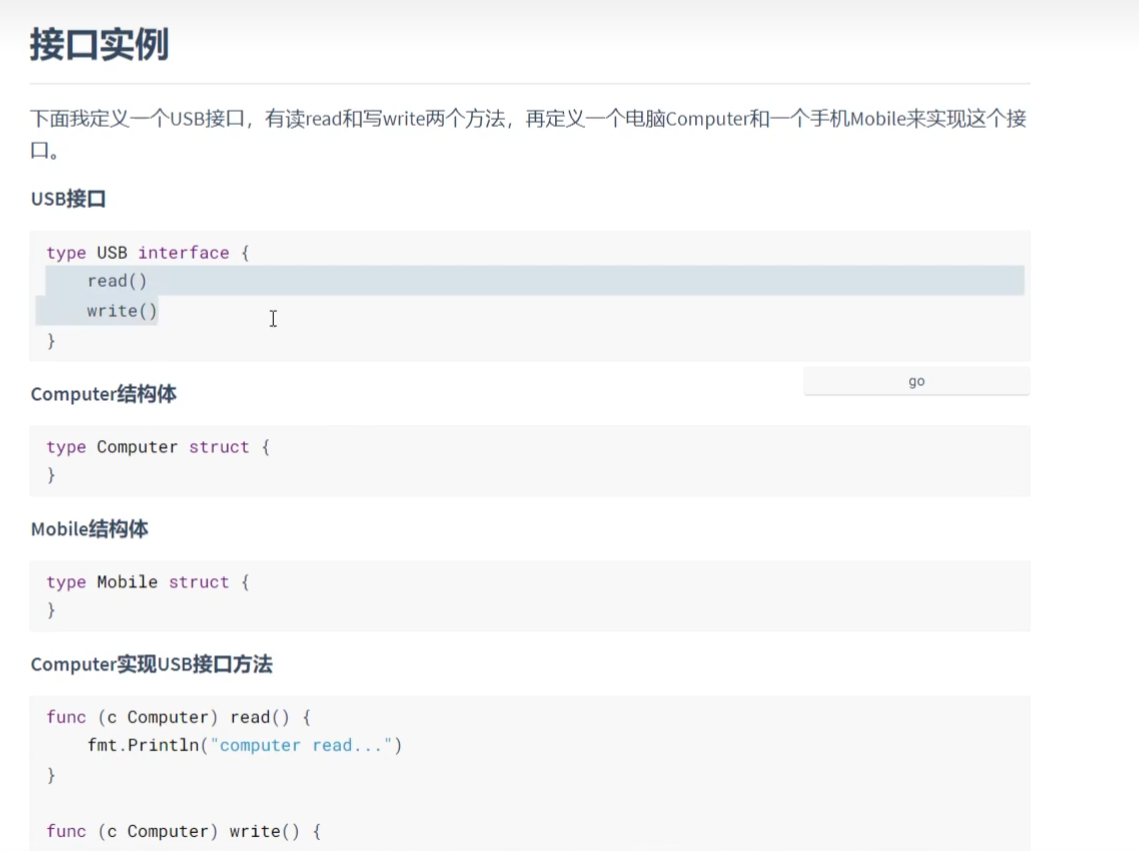 接口实例
下面我定义一个USB接口，有读read和写write两个方法，再定义一个电脑Computer和一个手机Mobile来实现这个接
口。
USB接口
type USB interface {
    read()
    write()
}
go
Computer结构体
type Computer struct {
}
Mobile结构体
type Mobile struct {
}
Computer实现USB接口方法
func (c Computer) read() {
    fmt.Println("computer read...")
}
func (c Computer) write() {